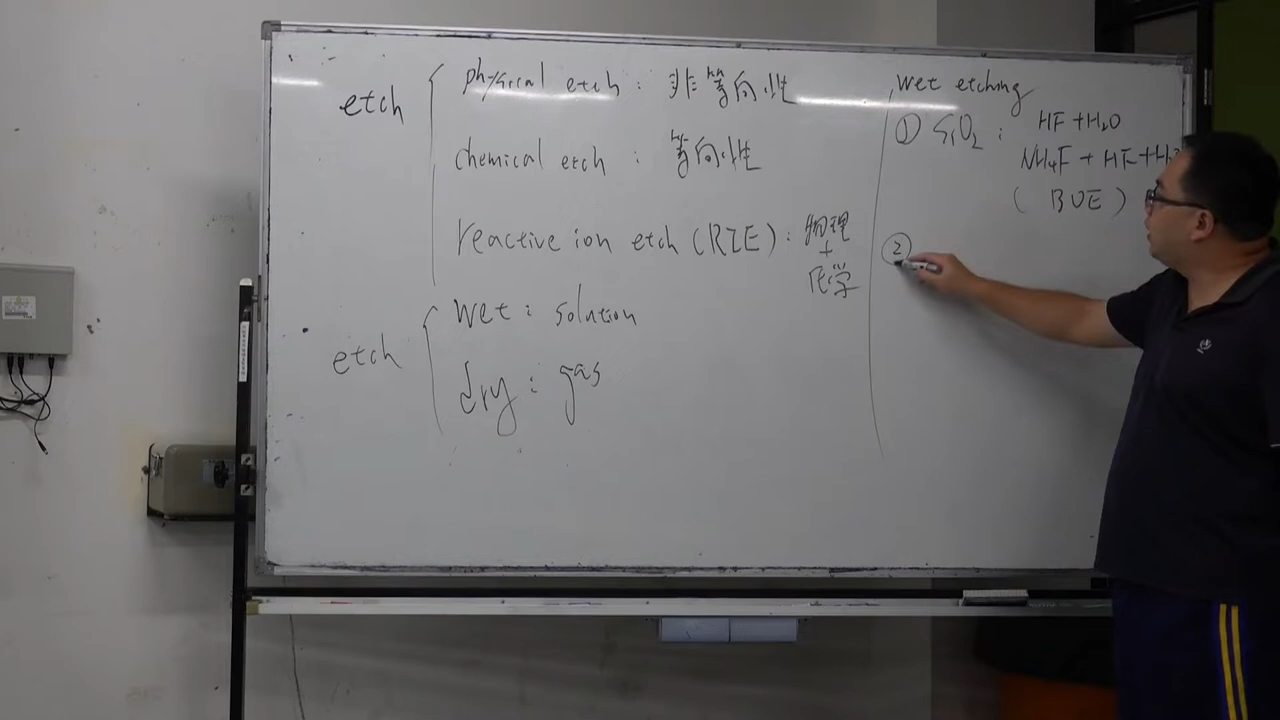 etch
physical etch : 非等向性
chemical etch : 等向性
reactive ion etch (RIE) : 物理
+
化学
etch
wet : solution
dry : gas
wet etching
① SiO2 : HF + H2O
NH4F + HF + H2
( BOE )
②